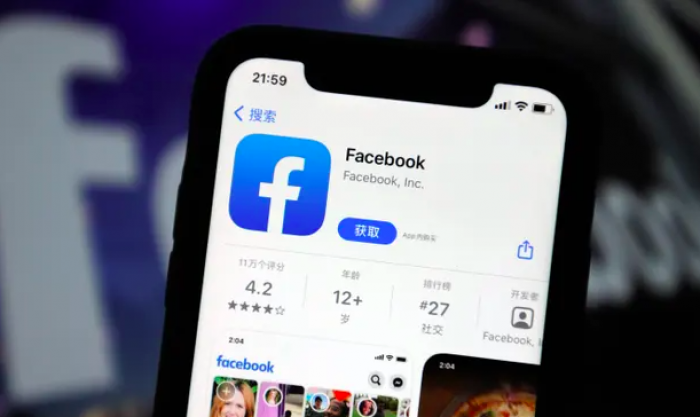 21:59
搜索
Facebook
Facebook, Inc.
获取
App内购买
11万个评分
4.2
★★★★☆
年龄
12+
岁
排行榜
#27
社交
开发者
Facebook, I
2:04
facebook
2:04